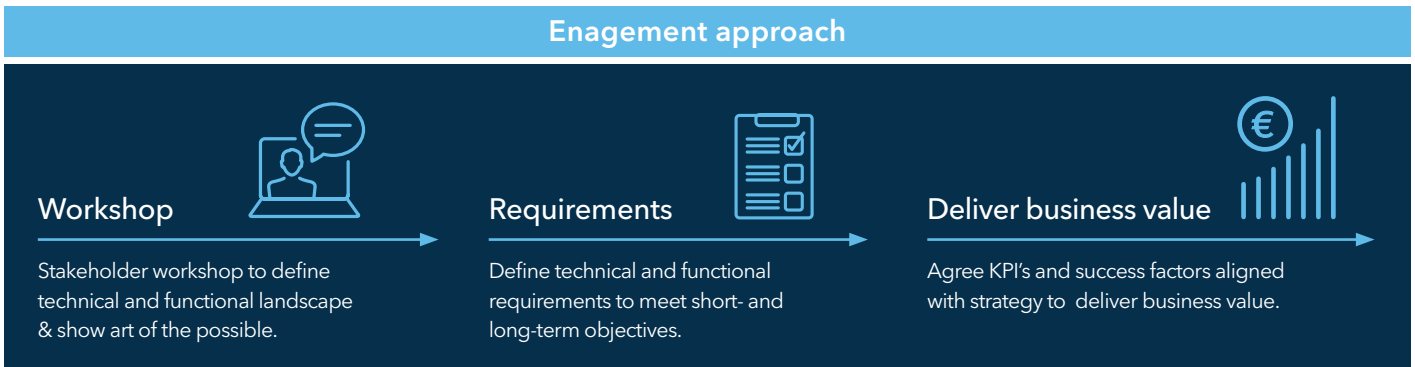 Enagement approach
Workshop
Stakeholder workshop to define
technical and functional landscape
& show art of the possible.
Requirements
Define technical and functional
requirements to meet short- and
long-term objectives.
€
Deliver business value
Agree KPI's and success factors aligned
with strategy to  deliver business value.